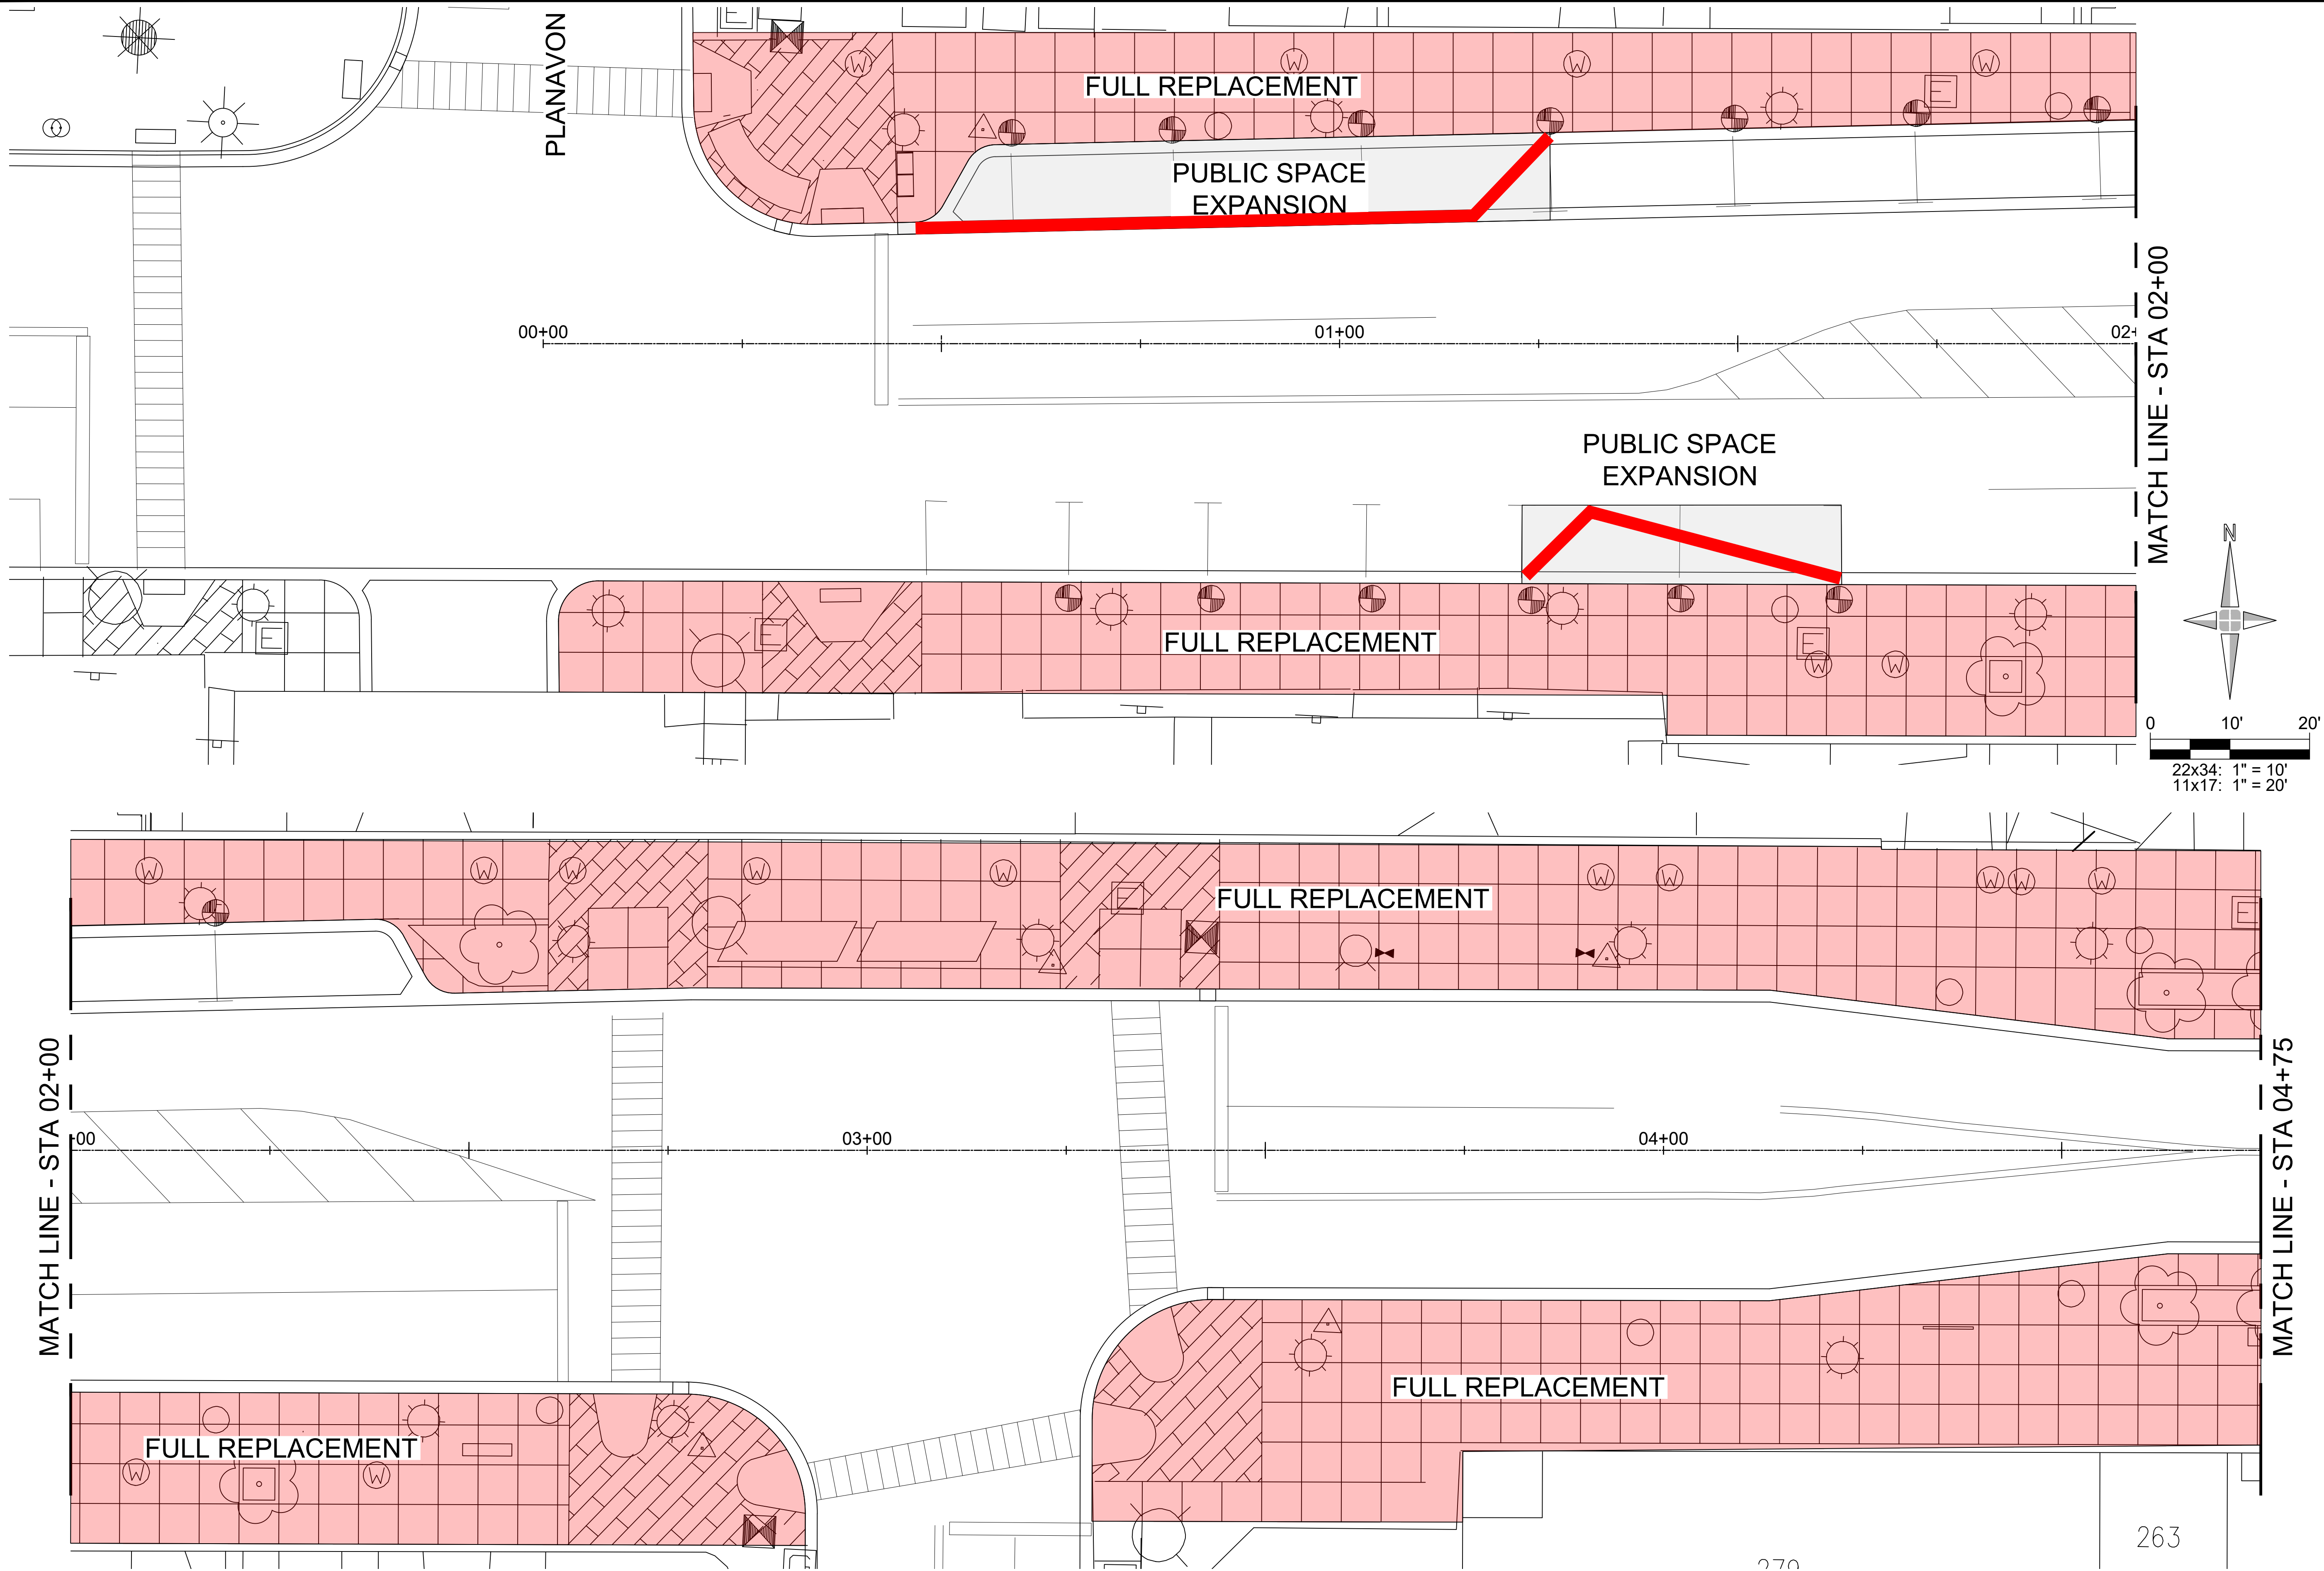 PLANAVON
E
W
W
W
W
E
FULL REPLACEMENT
PUBLIC SPACE
EXPANSION
00+00
01+00
02+
MATCH LINE - STA 02+00
PUBLIC SPACE
EXPANSION
N
E
E
FULL REPLACEMENT
E
W
W
0 10' 20'
22x34: 1" = 10'
11x17: 1" = 20'
W
W
W
W
W
E
FULL REPLACEMENT
W
W
W
W
W
E
MATCH LINE - STA 02+00
00
03+00
04+00
MATCH LINE - STA 04+75
FULL REPLACEMENT
W
W
FULL REPLACEMENT
263